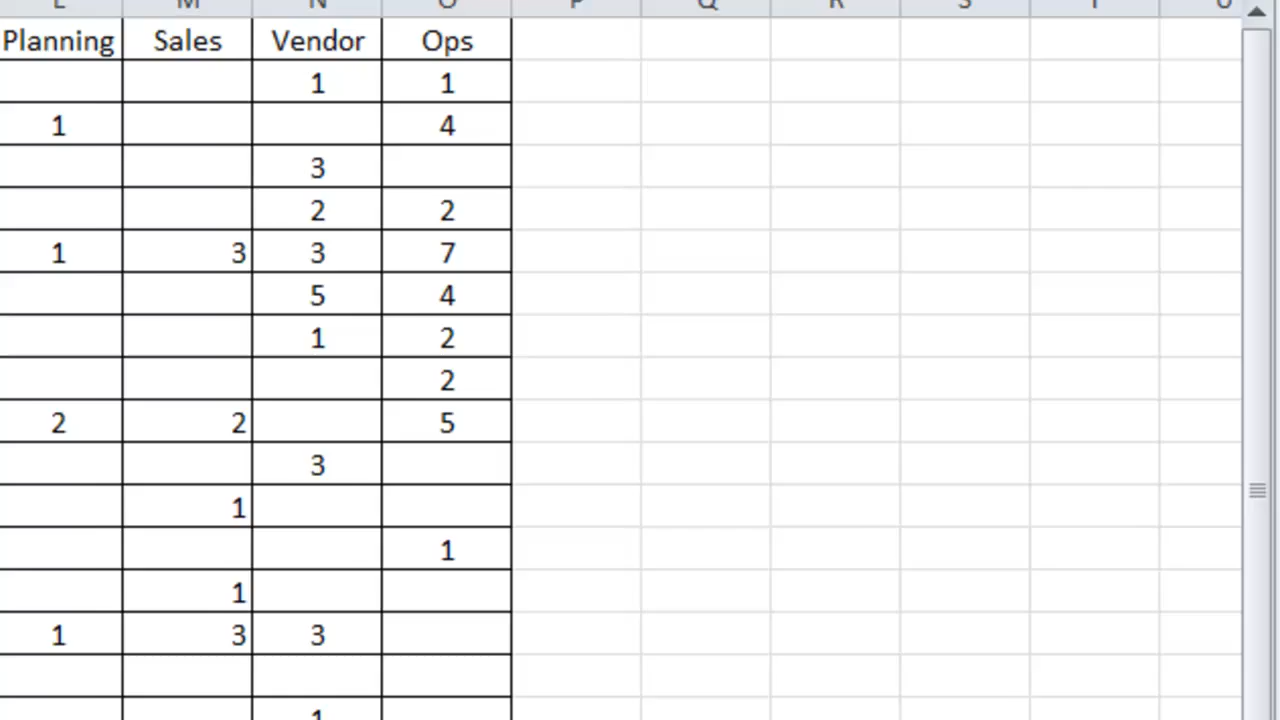 L M N O P Q R S T U
Planning Sales Vendor Ops
1 1
1 4
3
2 2
1 3 3 7
5 4
1 2
2
2 2 5
3
1
1
1
1 3 3
1